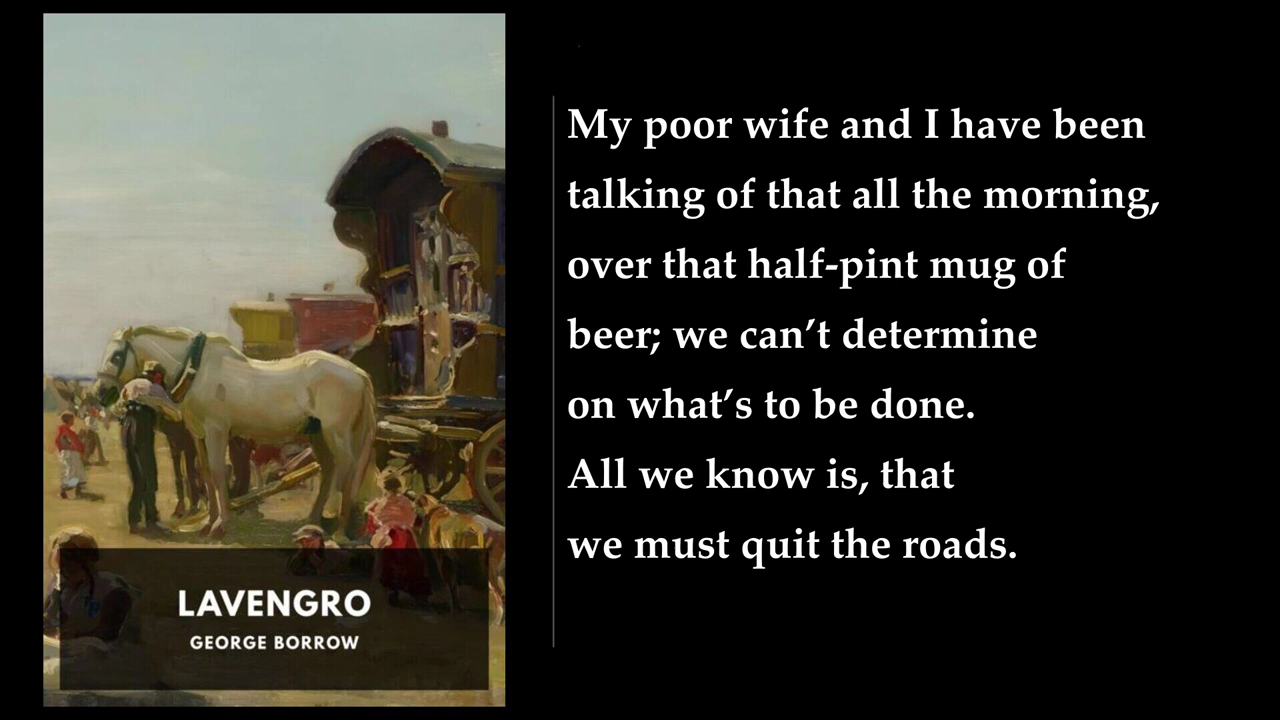 LAVENGRO
GEORGE BORROW
My poor wife and I have been
talking of that all the morning,
over that half-pint mug of
beer; we can’t determine
on what’s to be done.
All we know is, that
we must quit the roads.